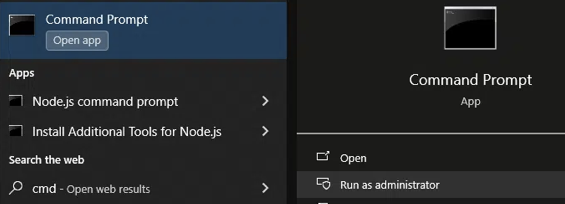 Command Prompt
Open app
Apps
Node.js command prompt
Install Additional Tools for Node.js
Search the web
cmd - Open web results
Command Prompt
App
Open
Run as administrator